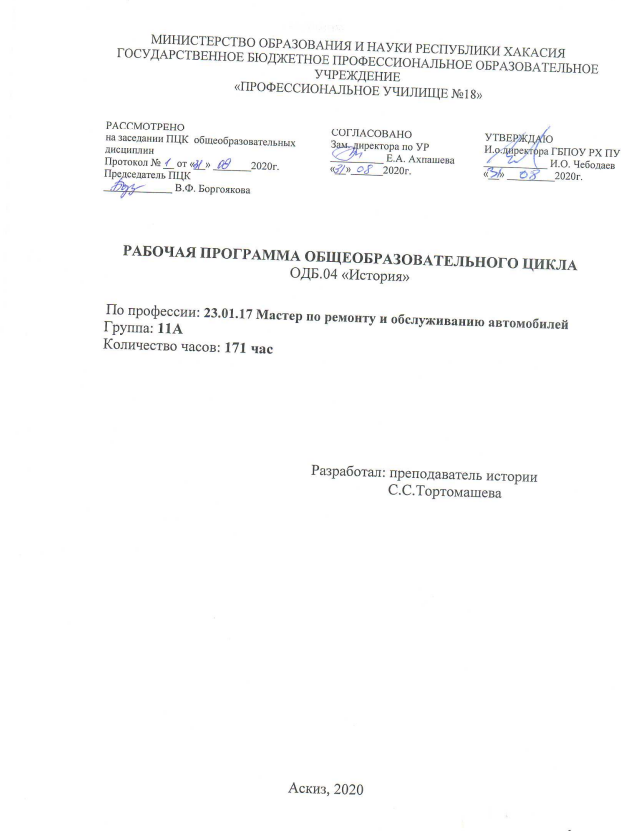 МИНИСТЕРСТВО ОБРАЗОВАНИЯ И НАУКИ РЕСПУБЛИКИ ХАКАСИЯ
ГОСУДАРСТВЕННОЕ БЮДЖЕТНОЕ ПРОФЕССИОНАЛЬНОЕ ОБРАЗОВАТЕЛЬНОЕ
УЧРЕЖДЕНИЕ
«ПРОФЕССИОНАЛЬНОЕ УЧИЛИЩЕ №18»
РАССМОТРЕНО
на заседании ПЦК общеобразовательных
дисциплин
Протокол № 1 от «31» 08 2020г.
Председатель ПЦК
В.Ф. Боргоякова
СОГЛАСОВАНО
Зам. директора по УР
Е.А. Ахпашева
«31» 08 2020г.
УТВЕРЖДАЮ
И.о.директора ГБПОУ РХ ПУ
И.О. Чебодаев
«31» 08 2020г.
РАБОЧАЯ ПРОГРАММА ОБЩЕОБРАЗОВАТЕЛЬНОГО ЦИКЛА
ОДБ.04 «История»
По профессии: 23.01.17 Мастер по ремонту и обслуживанию автомобилей
Группа: 11А
Количество часов: 171 час
Разработал: преподаватель истории
С.С.Тортомашева
Аскиз, 2020